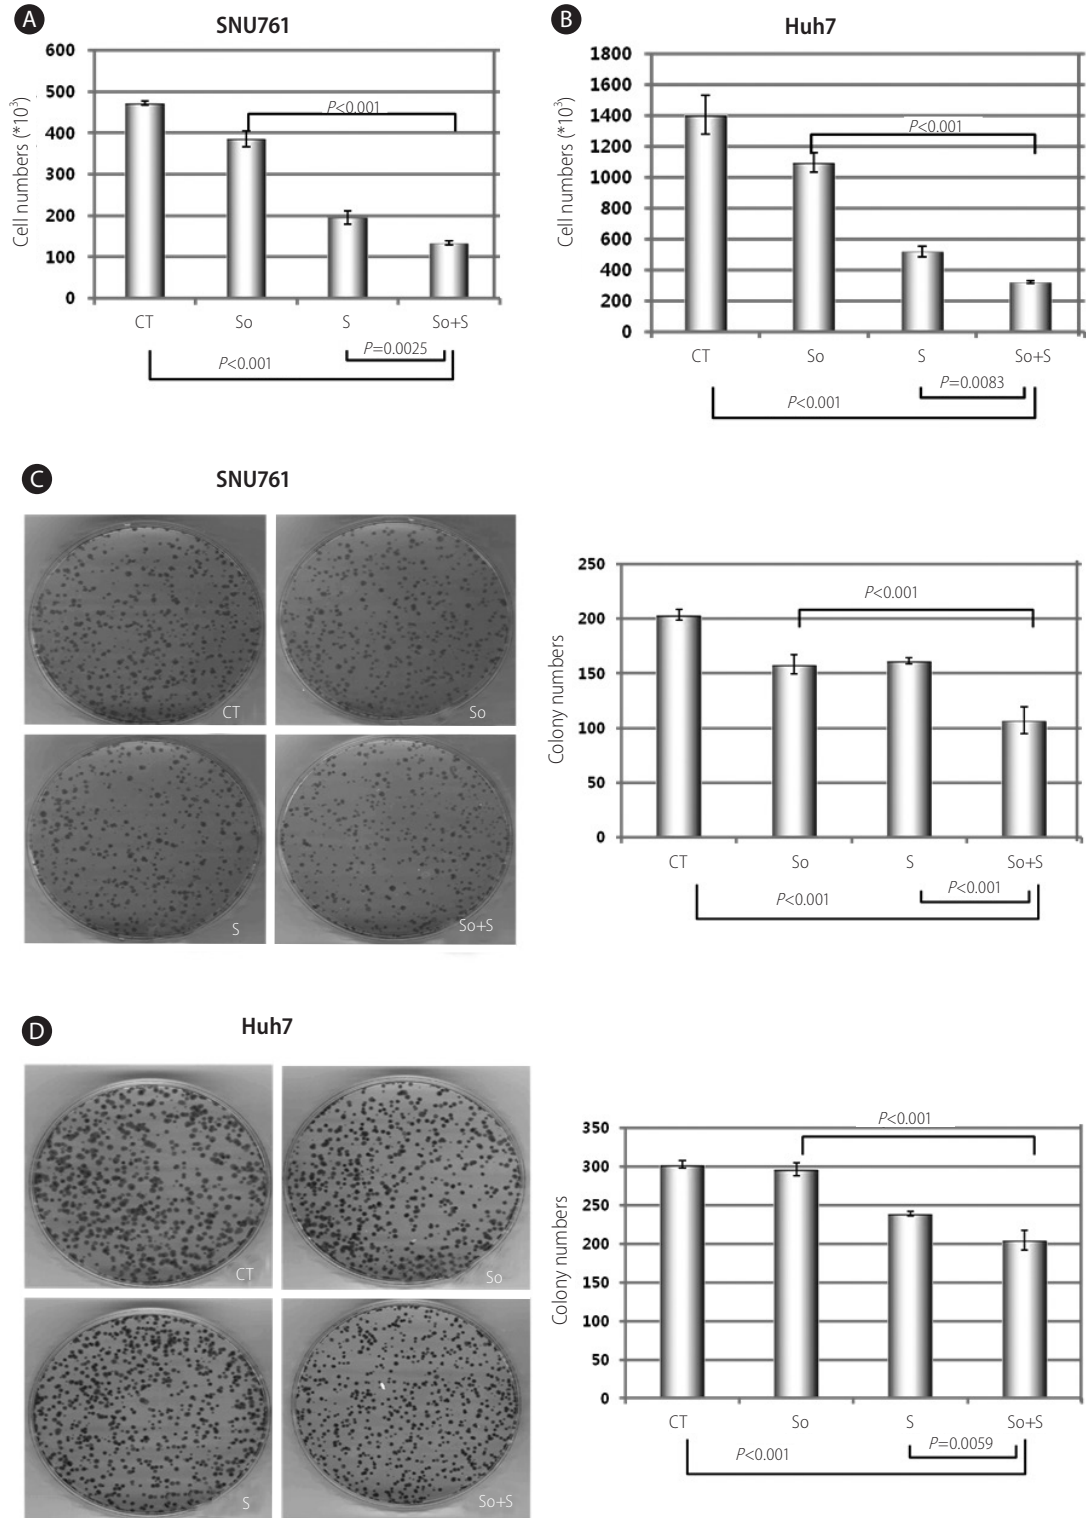 A
SNU761
Cell numbers (*10³)
600
500
400
300
200
100
0
P<0.001
CT So S So+S
P=0.0025
P<0.001
B
Huh7
Cell numbers (*10³)
1800
1600
1400
1200
1000
800
600
400
200
0
P<0.001
CT So S So+S
P=0.0083
P<0.001
C
SNU761
CT
So
S
So+S
Colony numbers
250
200
150
100
50
0
P<0.001
CT So S So+S
P<0.001
P<0.001
D
Huh7
CT
So
S
So+S
Colony numbers
350
300
250
200
150
100
50
0
P<0.001
CT So S So+S
P=0.0059
P<0.001